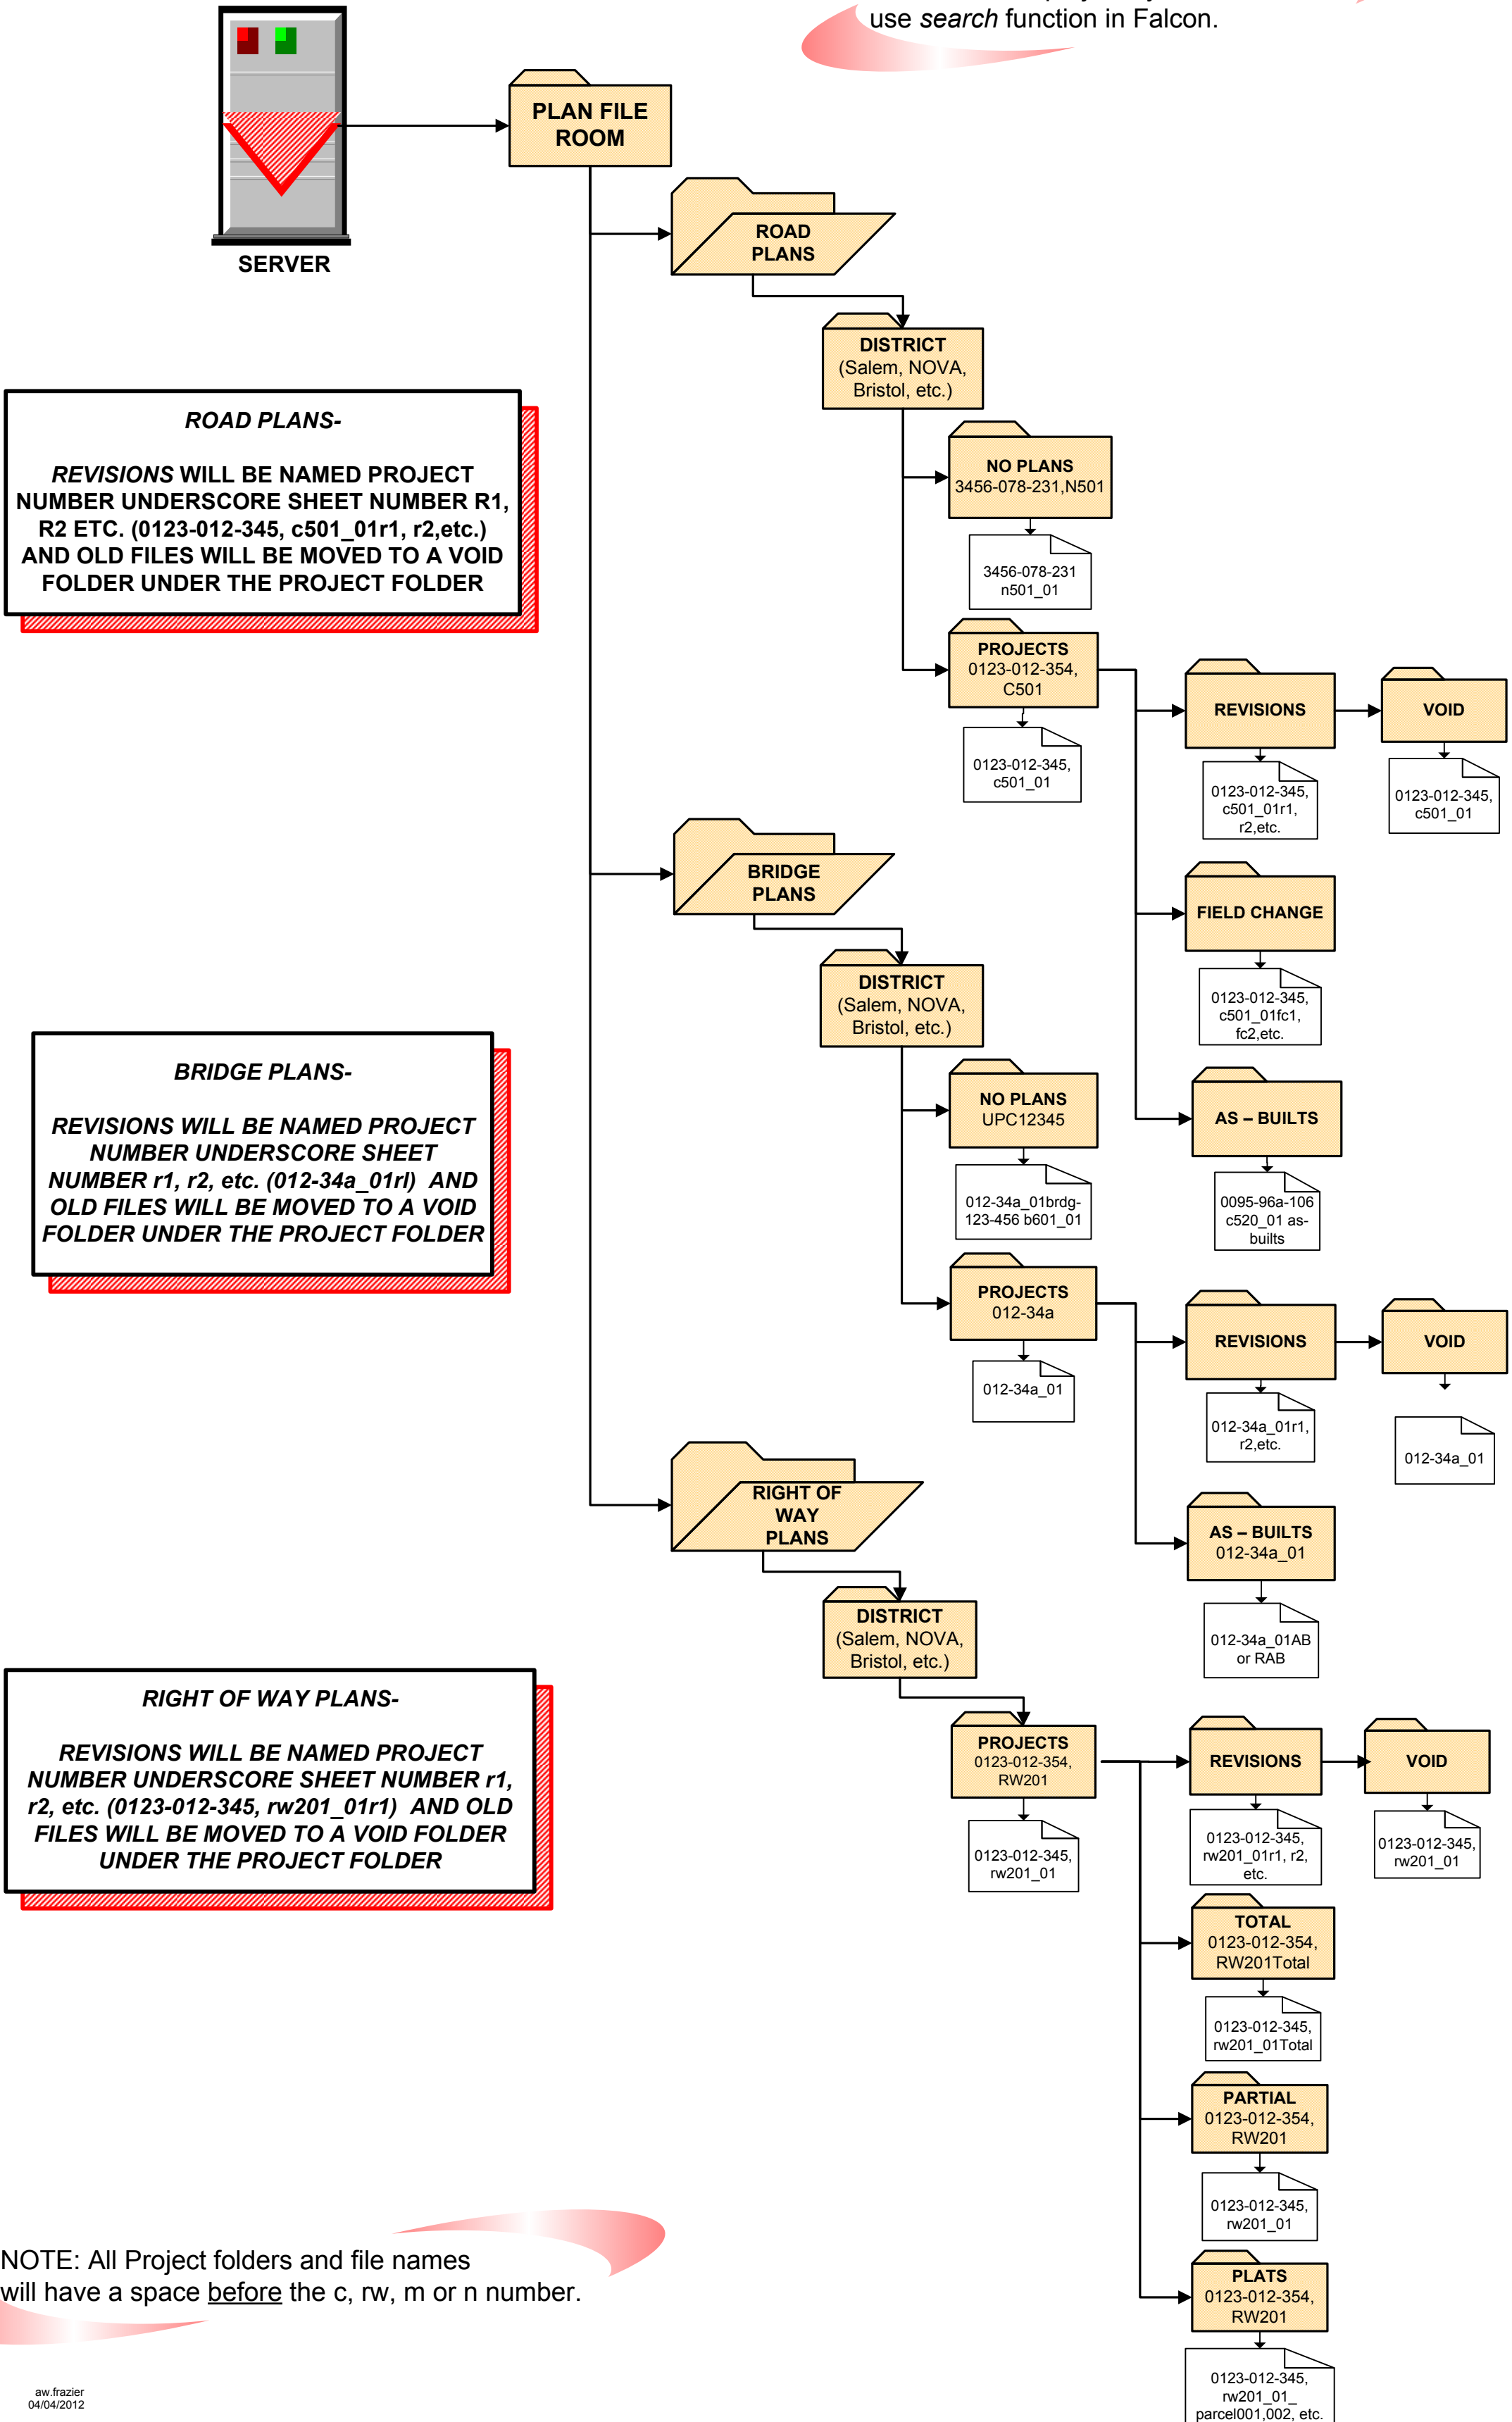 use search function in Falcon.
SERVER
PLAN FILE
ROOM
ROAD
PLANS
DISTRICT
(Salem, NOVA,
Bristol, etc.)
NO PLANS
3456-078-231,N501
3456-078-231
n501_01
PROJECTS
0123-012-354,
C501
0123-012-345,
c501_01
REVISIONS
0123-012-345,
c501_01r1,
r2,etc.
VOID
0123-012-345,
c501_01
FIELD CHANGE
0123-012-345,
c501_01fc1,
fc2,etc.
AS – BUILTS
0095-96a-106
c520_01 as-
builts
ROAD PLANS-
REVISIONS WILL BE NAMED PROJECT
NUMBER UNDERSCORE SHEET NUMBER R1,
R2 ETC. (0123-012-345, c501_01r1, r2,etc.)
AND OLD FILES WILL BE MOVED TO A VOID
FOLDER UNDER THE PROJECT FOLDER
BRIDGE
PLANS
DISTRICT
(Salem, NOVA,
Bristol, etc.)
NO PLANS
UPC12345
012-34a_01brdg-
123-456 b601_01
PROJECTS
012-34a
012-34a_01
REVISIONS
012-34a_01r1,
r2,etc.
VOID
012-34a_01
AS – BUILTS
012-34a_01
012-34a_01AB
or RAB
BRIDGE PLANS-
REVISIONS WILL BE NAMED PROJECT
NUMBER UNDERSCORE SHEET
NUMBER r1, r2, etc. (012-34a_01rl) AND
OLD FILES WILL BE MOVED TO A VOID
FOLDER UNDER THE PROJECT FOLDER
RIGHT OF
WAY
PLANS
DISTRICT
(Salem, NOVA,
Bristol, etc.)
PROJECTS
0123-012-354,
RW201
0123-012-345,
rw201_01
REVISIONS
0123-012-345,
rw201_01r1, r2,
etc.
VOID
0123-012-345,
rw201_01
TOTAL
0123-012-354,
RW201Total
0123-012-345,
rw201_01Total
PARTIAL
0123-012-354,
RW201
0123-012-345,
rw201_01
PLATS
0123-012-354,
RW201
0123-012-345,
rw201_01_
parcel001,002, etc.
RIGHT OF WAY PLANS-
REVISIONS WILL BE NAMED PROJECT
NUMBER UNDERSCORE SHEET NUMBER r1,
r2, etc. (0123-012-345, rw201_01r1) AND OLD
FILES WILL BE MOVED TO A VOID FOLDER
UNDER THE PROJECT FOLDER
NOTE: All Project folders and file names
will have a space before the c, rw, m or n number.
aw.frazier
04/04/2012